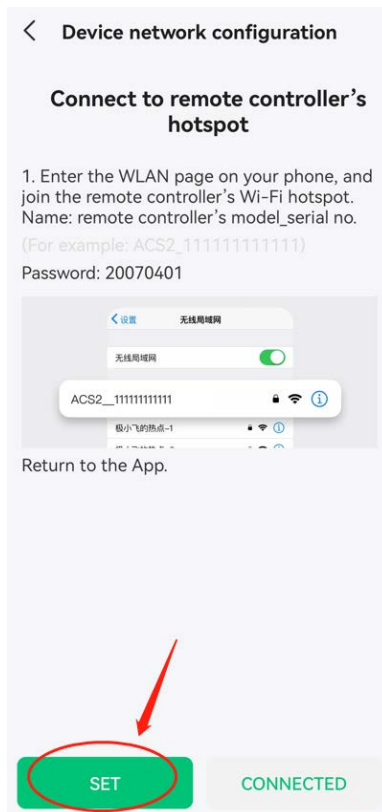 Device network configuration
Connect to remote controller's
hotspot
1. Enter the WLAN page on your phone, and
join the remote controller's Wi-Fi hotspot.
Name: remote controller's model_serial no.
(For example: ACS2_111111111111)
Password: 20070401
设置 无线局域网
无线局域网
ACS2__111111111111
极小飞的热点-1
Return to the App.
SET CONNECTED